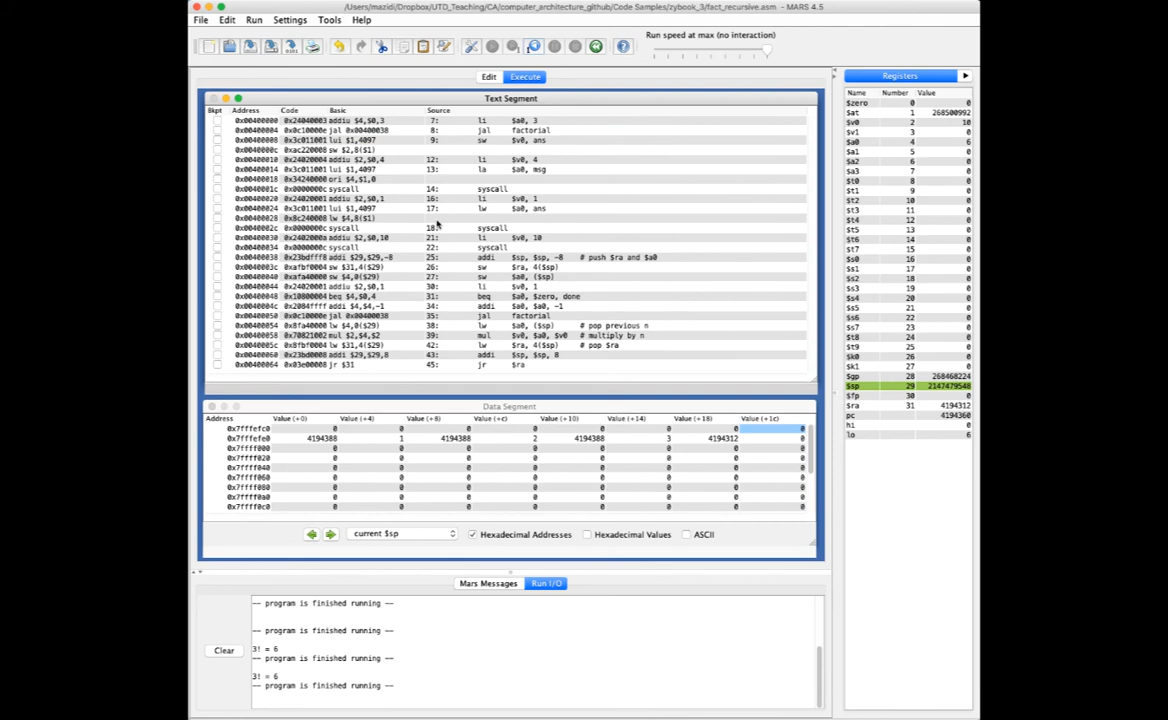 /Users/mazidi/Dropbox/UTD_Teaching/CA/computer_architecture_github/Code Samples/zybook_3/fact_recursive.asm - MARS 4.5
File Edit Run Settings Tools Help
Run speed at max (no interaction)
Edit Execute
Text Segment
Bkpt Address Code Basic Source
0x00400000 0x24040003 addiu $4,$0,3 7: li $a0, 3
0x00400004 0x0c10000e jal 0x00400038 8: jal factorial
0x00400008 0x3c011001 lui $1,4097 9: sw $v0, ans
0x0040000c 0xac220008 sw $2,8($1)
0x00400010 0x24020004 addiu $2,$0,4 12: li $v0, 4
0x00400014 0x3c011001 lui $1,4097 13: la $a0, msg
0x00400018 0x34240000 ori $4,$1,0
0x0040001c 0x0000000c syscall 14: syscall
0x00400020 0x24020001 addiu $2,$0,1 16: li $v0, 1
0x00400024 0x3c011001 lui $1,4097 17: lw $a0, ans
0x00400028 0x8c240008 lw $4,8($1)
0x0040002c 0x0000000c syscall 18: syscall
0x00400030 0x2402000a addiu $2,$0,10 21: li $v0, 10
0x00400034 0x0000000c syscall 22: syscall
0x00400038 0x23bdfff8 addi $29,$29,-8 25: addi $sp, $sp, -8 # push $ra and $a0
0x0040003c 0xafbf0004 sw $31,4($29) 26: sw $ra, 4($sp)
0x00400040 0xafa40000 sw $4,0($29) 27: sw $a0, ($sp)
0x00400044 0x24020001 addiu $2,$0,1 30: li $v0, 1
0x00400048 0x10800004 beq $4,$0,4 31: beq $a0, $zero, done
0x0040004c 0x2084ffff addi $4,$4,-1 34: addi $a0, $a0, -1
0x00400050 0x0c10000e jal 0x00400038 35: jal factorial
0x00400054 0x8fa40000 lw $4,0($29) 38: lw $a0, ($sp) # pop previous n
0x00400058 0x70821002 mul $2,$4,$2 39: mul $v0, $a0, $v0 # multiply by n
0x0040005c 0x8fbf0004 lw $31,4($29) 42: lw $ra, 4($sp) # pop $ra
0x00400060 0x23bd0008 addi $29,$29,8 43: addi $sp, $sp, 8
0x00400064 0x03e00008 jr $31 45: jr $ra
Data Segment
Address Value (+0) Value (+4) Value (+8) Value (+c) Value (+10) Value (+14) Value (+18) Value (+1c)
0x7fffefc0 0 0 0 0 0 0 0 0
0x7fffefe0 4194388 1 4194388 2 4194388 3 4194312 0
0x7ffff000 0 0 0 0 0 0 0 0
0x7ffff020 0 0 0 0 0 0 0 0
0x7ffff040 0 0 0 0 0 0 0 0
0x7ffff060 0 0 0 0 0 0 0 0
0x7ffff080 0 0 0 0 0 0 0 0
0x7ffff0a0 0 0 0 0 0 0 0 0
0x7ffff0c0 0 0 0 0 0 0 0 0
current $sp Hexadecimal Addresses Hexadecimal Values ASCII
Mars Messages Run I/O
-- program is finished running --
-- program is finished running --
3! = 6
-- program is finished running --
3! = 6
-- program is finished running --
Clear
Registers
Name Number Value
$zero 0 0
$at 1 268500992
$v0 2 10
$v1 3 0
$a0 4 6
$a1 5 0
$a2 6 0
$a3 7 0
$t0 8 0
$t1 9 0
$t2 10 0
$t3 11 0
$t4 12 0
$t5 13 0
$t6 14 0
$t7 15 0
$s0 16 0
$s1 17 0
$s2 18 0
$s3 19 0
$s4 20 0
$s5 21 0
$s6 22 0
$s7 23 0
$t8 24 0
$t9 25 0
$k0 26 0
$k1 27 0
$gp 28 268468224
$sp 29 2147479548
$fp 30 0
$ra 31 4194312
pc 4194360
hi 0
lo 6